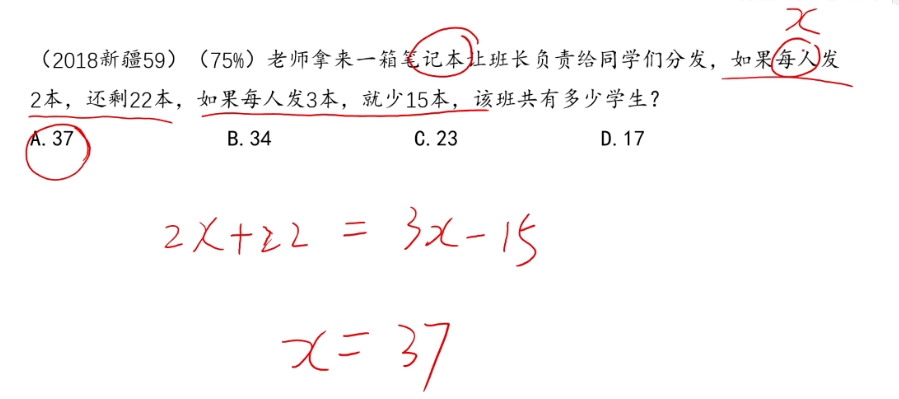 x
（2018新疆59）（75%）老师拿来一箱笔记本让班长负责给同学们分发，如果每人发
2本，还剩22本，如果每人发3本，就少15本，该班共有多少学生？
A. 37 B. 34 C. 23 D. 17
2x+22 = 3x-15
x = 37